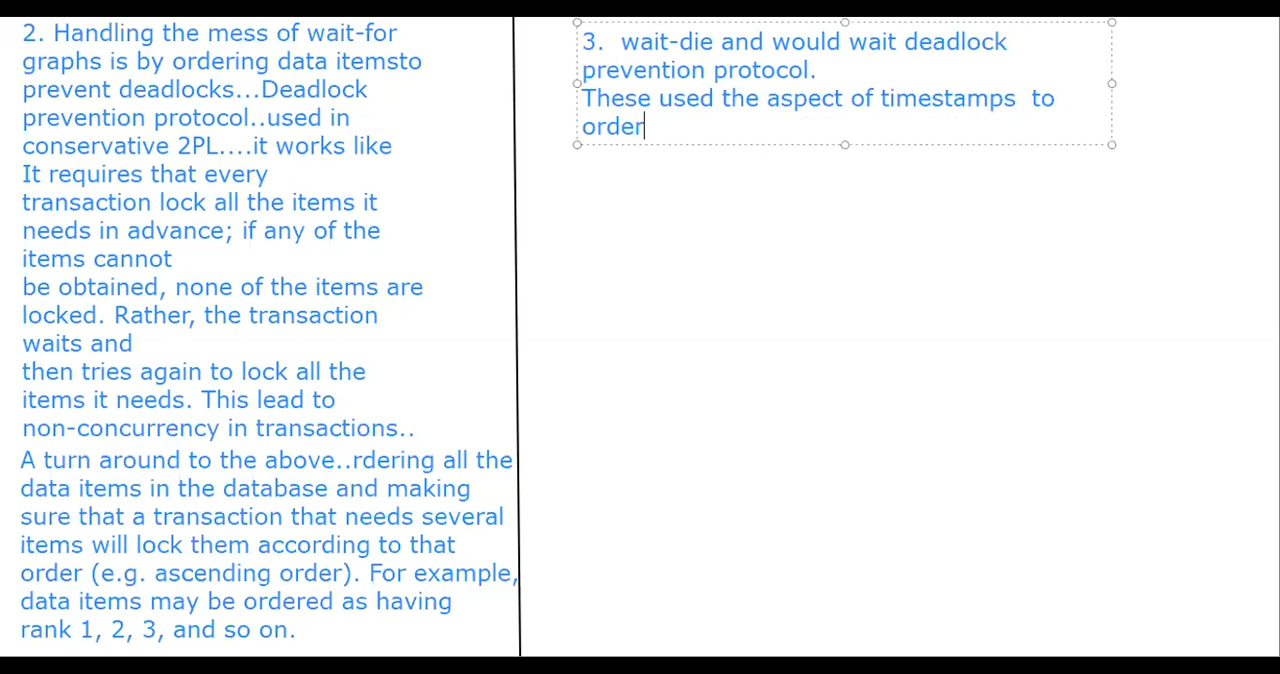 2. Handling the mess of wait-for
graphs is by ordering data itemsto
prevent deadlocks...Deadlock
prevention protocol..used in
conservative 2PL....it works like
It requires that every
transaction lock all the items it
needs in advance; if any of the
items cannot
be obtained, none of the items are
locked. Rather, the transaction
waits and
then tries again to lock all the
items it needs. This lead to
non-concurrency in transactions..
A turn around to the above..rdering all the
data items in the database and making
sure that a transaction that needs several
items will lock them according to that
order (e.g. ascending order). For example,
data items may be ordered as having
rank 1, 2, 3, and so on.
3.  wait-die and would wait deadlock
prevention protocol.
These used the aspect of timestamps  to
order